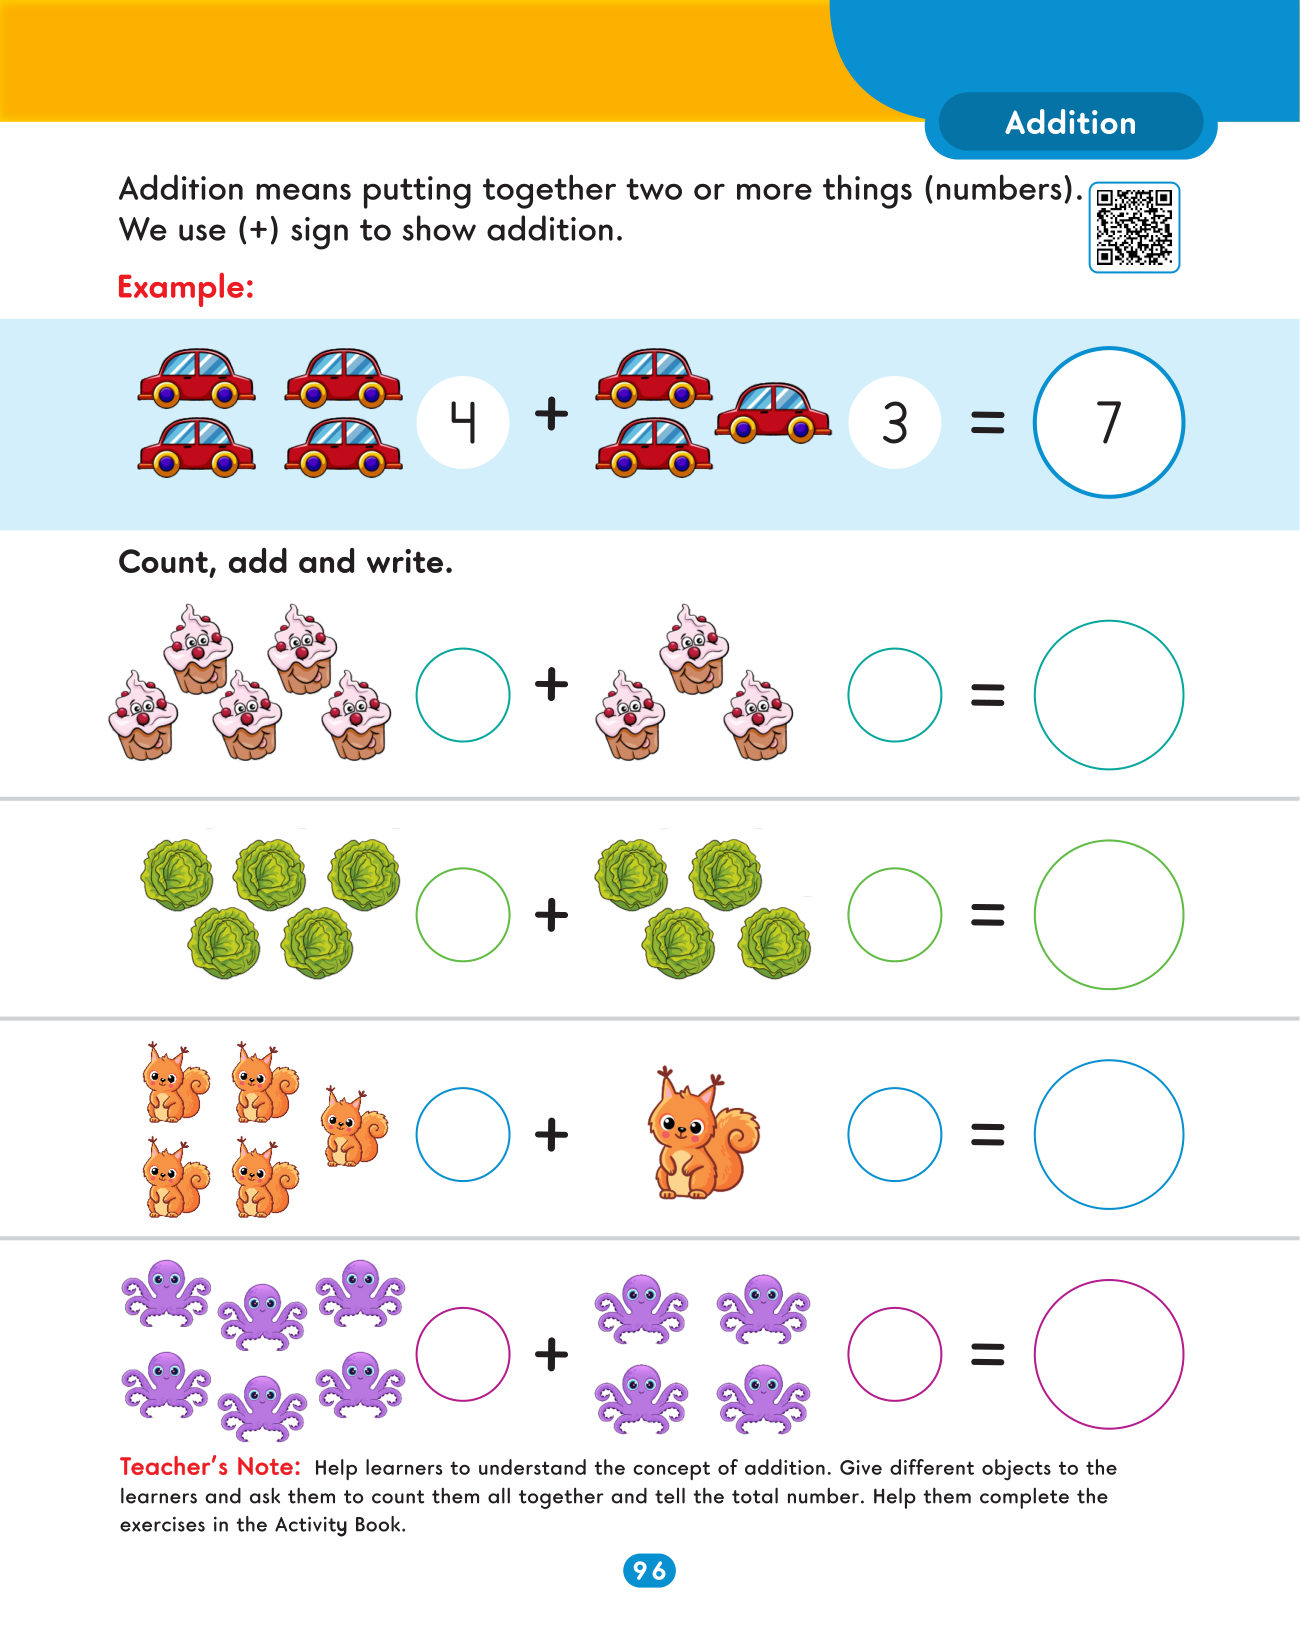 Addition
Addition means putting together two or more things (numbers).
We use (+) sign to show addition.
Example:
4 + 3 = 7
Count, add and write.
+ =
+ =
+ =
+ =
Teacher's Note: Help learners to understand the concept of addition. Give different objects to the
learners and ask them to count them all together and tell the total number. Help them complete the
exercises in the Activity Book.
96